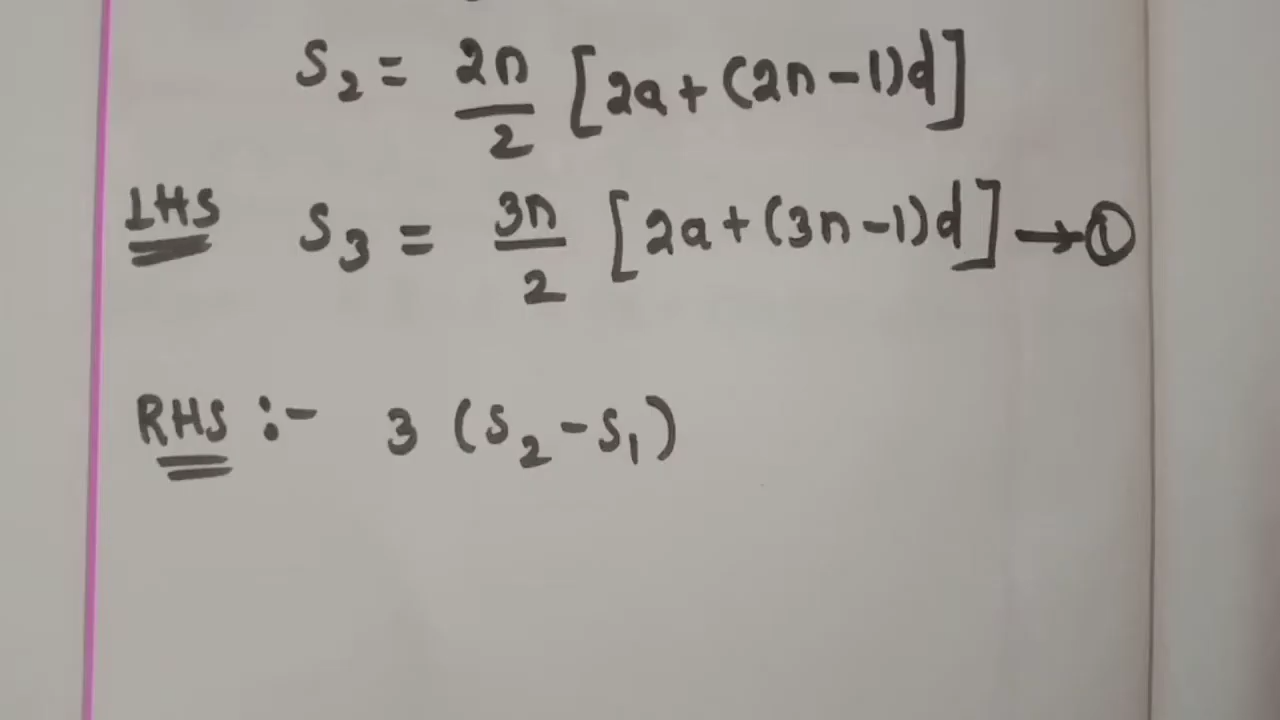 S₂ = 2n/2 [2a + (2n - 1)d]
LHS S₃ = 3n/2 [2a + (3n - 1)d] → ①
RHS :- 3 (S₂ - S₁)